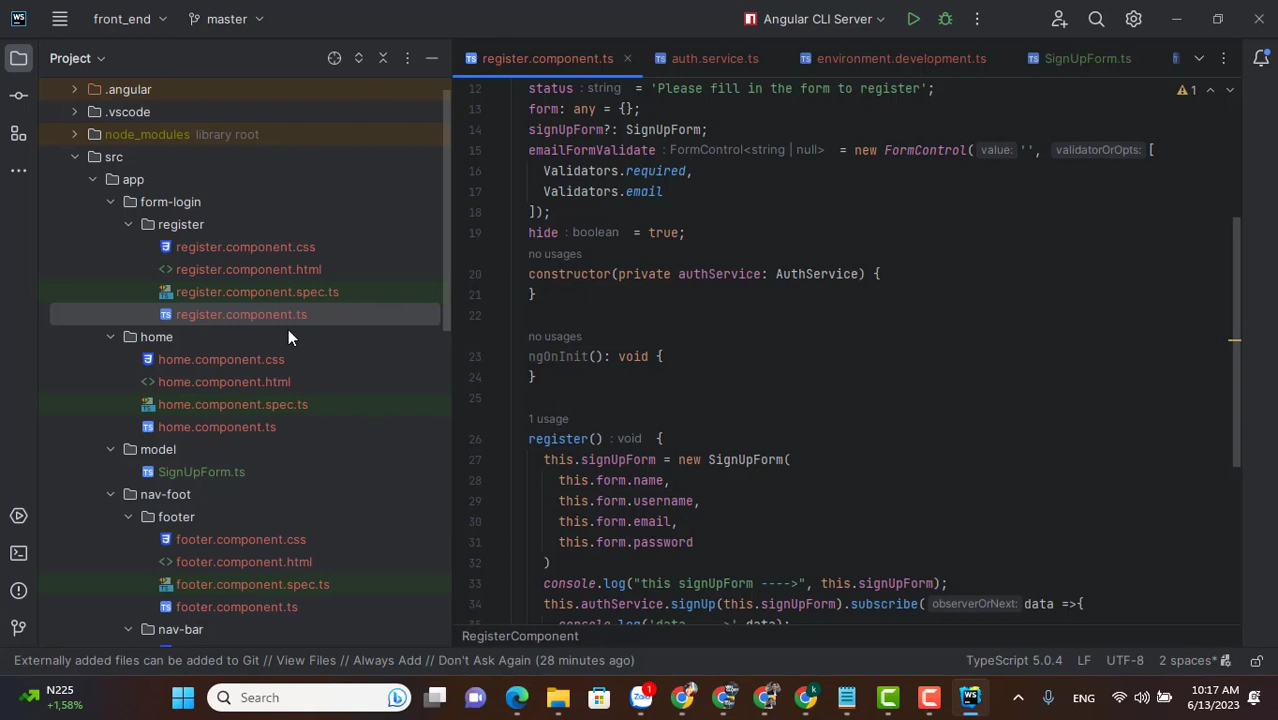 WS
front_end
master
Angular CLI Server
Project
.angular
.vscode
node_modules library root
src
app
form-login
register
register.component.css
register.component.html
register.component.spec.ts
register.component.ts
home
home.component.css
home.component.html
home.component.spec.ts
home.component.ts
model
SignUpForm.ts
nav-foot
footer
footer.component.css
footer.component.html
footer.component.spec.ts
footer.component.ts
nav-bar
register.component.ts
auth.service.ts
environment.development.ts
SignUpForm.ts
1
12 status : string = 'Please fill in the form to register';
13 form: any = {};
14 signUpForm?: SignUpForm;
15 emailFormValidate : FormControl<string | null> = new FormControl( value: '', validatorOrOpts: [
16 Validators.required,
17 Validators.email
18 ]);
19 hide : boolean = true;
no usages
20 constructor(private authService: AuthService) {
21 }
22
no usages
23 ngOnInit(): void {
24 }
25
1 usage
26 register() : void {
27 this.signUpForm = new SignUpForm(
28 this.form.name,
29 this.form.username,
30 this.form.email,
31 this.form.password
32 )
33 console.log("this signUpForm ---->", this.signUpForm);
34 this.authService.signUp(this.signUpForm).subscribe( observerOrNext: data =>{
RegisterComponent
Externally added files can be added to Git // View Files // Always Add // Don't Ask Again (28 minutes ago)
TypeScript 5.0.4 LF UTF-8 2 spaces*
N225
+1,58%
Search
1
ENG
10:17 AM
6/13/2023